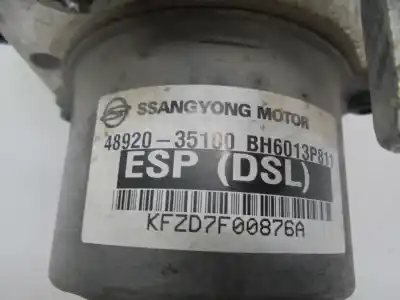 SSANGYONG MOTOR
48920-35100 BH6013P811
ESP (DSL)
KFZD7F00876A